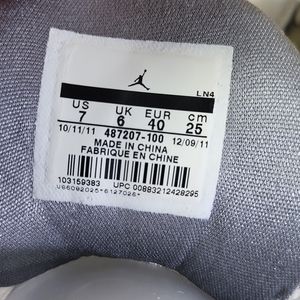 LN4
US UK EUR cm
7 6 40 25
10/11/11 487207-100 12/09/11
MADE IN CHINA
FABRIQUE EN CHINE
103159383 UPC 00883212428295